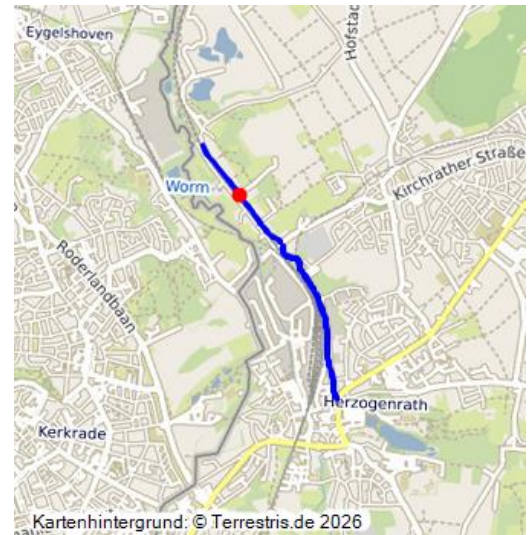 Eygelshoven
Hofstad
Kirchrather Straße
Worm
Roderlandbaan
Herzogenrath
Kerkrade
Kartenhintergrund: © Terrestris.de 2026